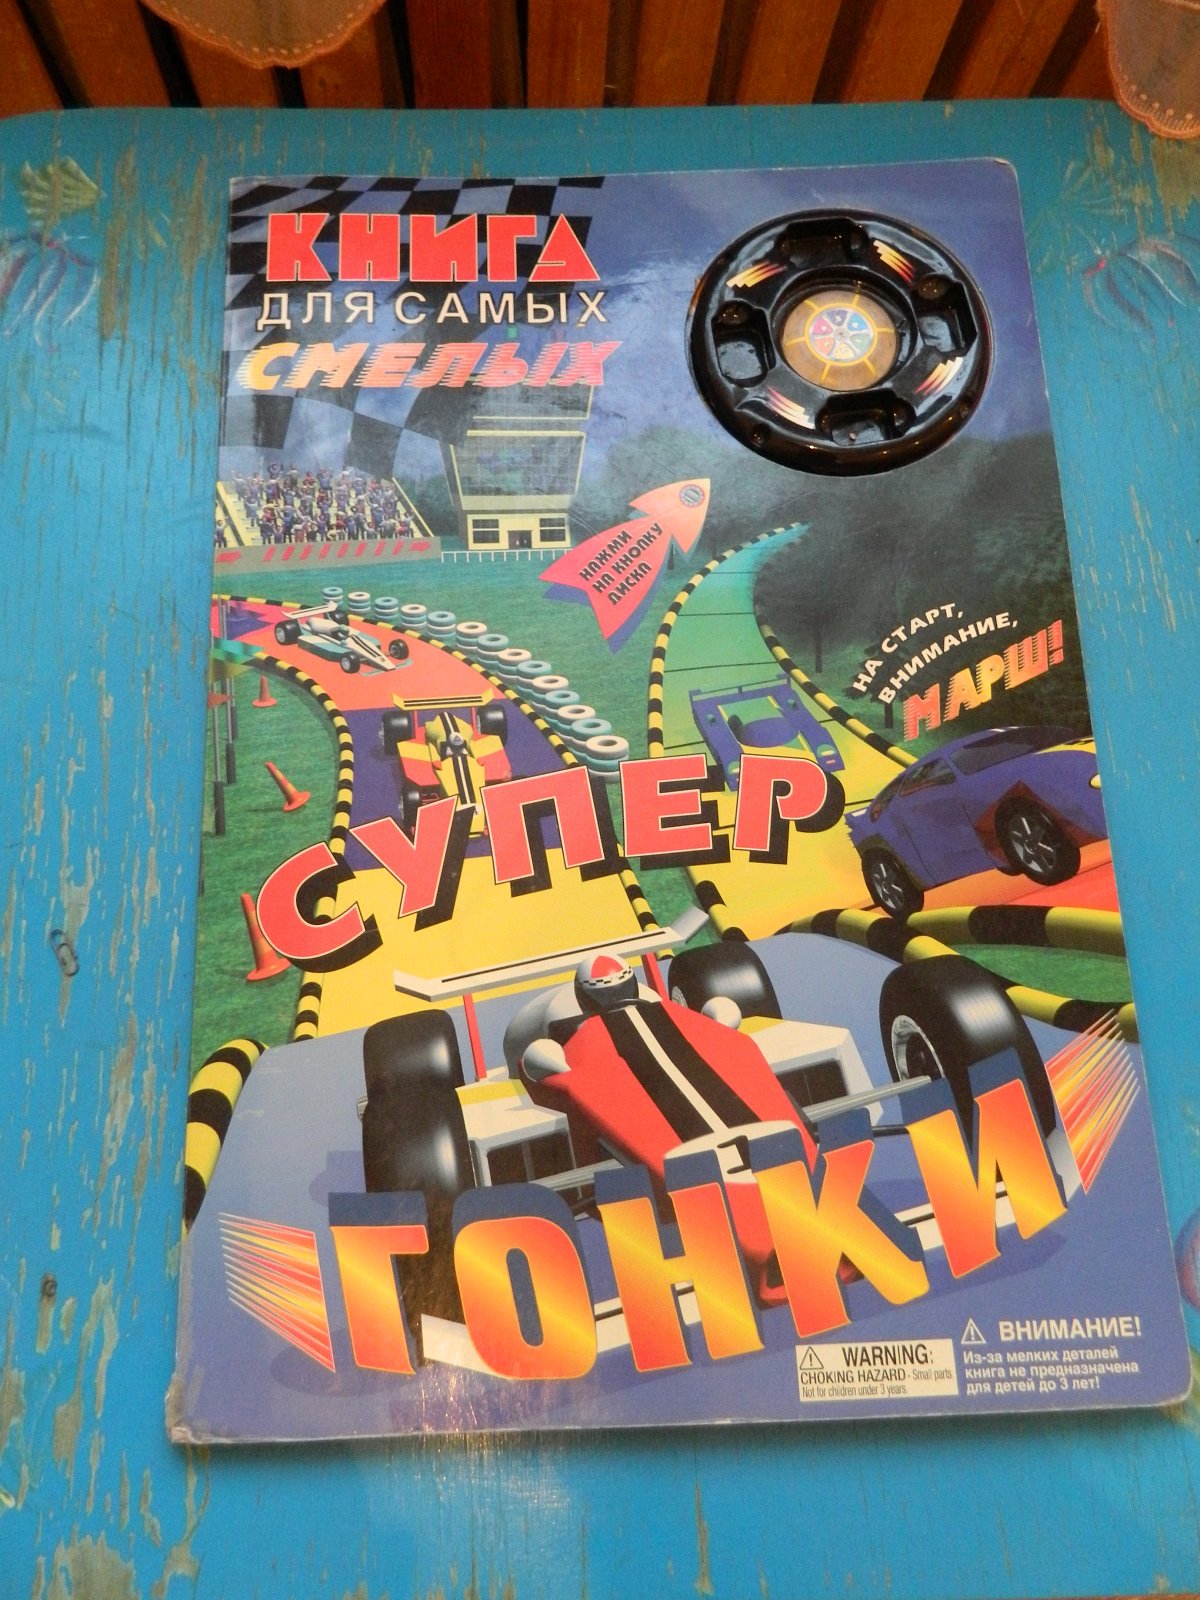 КНИГА
ДЛЯ САМЫХ
СМЕЛЫХ
НАЖМИ
НА КНОПКУ
ДИСКА
НА СТАРТ,
ВНИМАНИЕ,
МАРШ!
СУПЕР
ГОНКИ
WARNING:
CHOKING HAZARD - Small parts
Not for children under 3 years.
ВНИМАНИЕ!
Из-за мелких деталей
книга не предназначена
для детей до 3 лет!